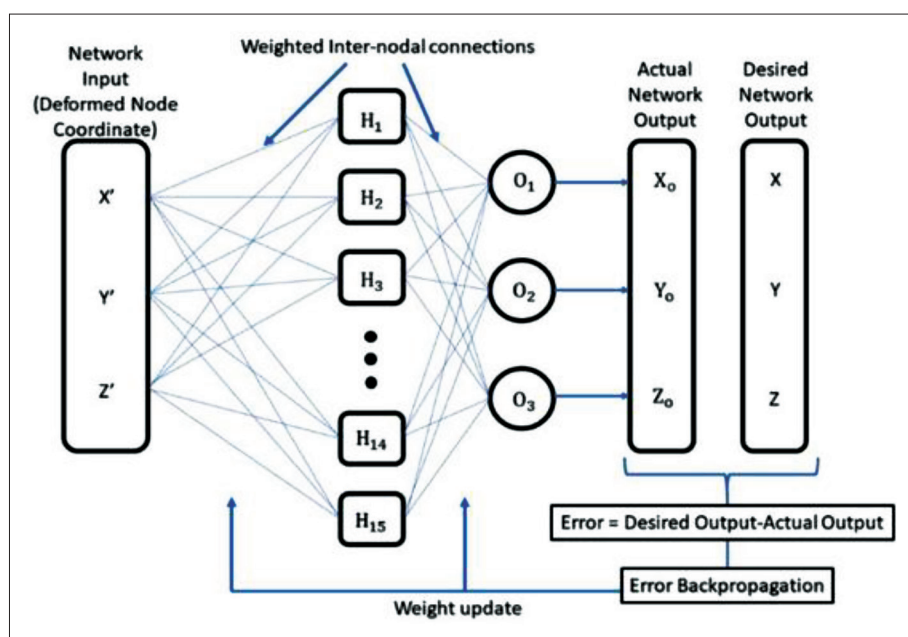 Weighted Inter-nodal connections
Network
Input
(Deformed Node
Coordinate)
X'
Y'
Z'
H₁
H₂
H₃
H₁₄
H₁₅
O₁
O₂
O₃
Actual
Network
Output
Xₒ
Yₒ
Zₒ
Desired
Network
Output
X
Y
Z
Error = Desired Output-Actual Output
Error Backpropagation
Weight update